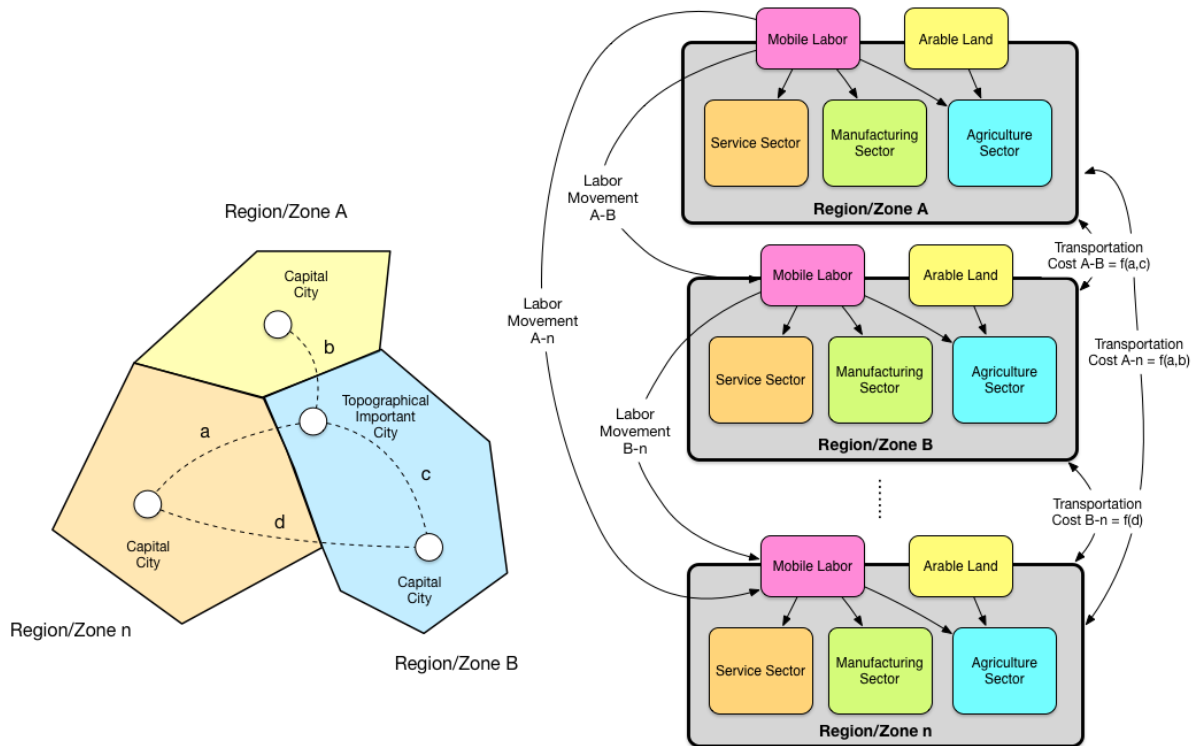 Region/Zone A
Capital
City
b
Topographical
Important
City
a
c
d
Capital
City
Capital
City
Region/Zone n
Region/Zone B
Mobile Labor
Arable Land
Service Sector
Manufacturing
Sector
Agriculture
Sector
Region/Zone A
Labor
Movement
A-B
Transportation
Cost A-B = f(a,c)
Mobile Labor
Arable Land
Labor
Movement
A-n
Service Sector
Manufacturing
Sector
Agriculture
Sector
Region/Zone B
Transportation
Cost A-n = f(a,b)
Labor
Movement
B-n
Transportation
Cost B-n = f(d)
Mobile Labor
Arable Land
Service Sector
Manufacturing
Sector
Agriculture
Sector
Region/Zone n